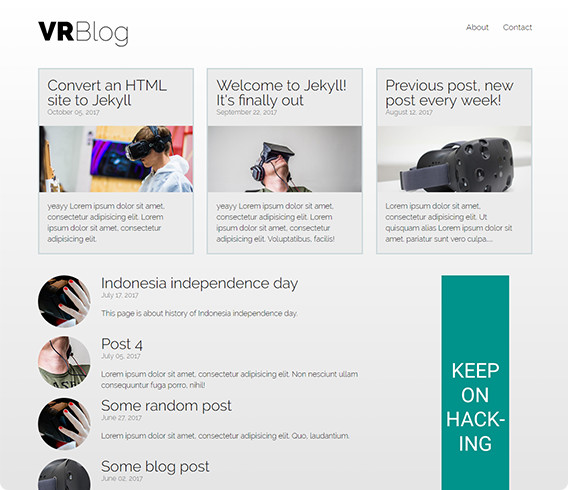 VRBlog
About Contact
Convert an HTML
site to Jekyll
October 05, 2017
yeayy Lorem ipsum dolor sit amet,
consectetur adipisicing elit. Lorem
ipsum dolor sit amet, consectetur
adipisicing elit.
Welcome to Jekyll!
It's finally out
September 22, 2017
yeayy Lorem ipsum dolor sit amet,
consectetur adipisicing elit. Lorem
ipsum dolor sit amet, consectetur
adipisicing elit. Voluptatibus, facilis!
Previous post, new
post every week!
August 12, 2017
Lorem ipsum dolor sit amet,
consectetur adipisicing elit. Ut
quisquam alias Lorem ipsum dolor sit
amet pariatur sunt vero culpa....
Indonesia independence day
July 17, 2017
This page is about history of Indonesia independence day.
Post 4
July 05, 2017
Lorem ipsum dolor sit amet, consectetur adipisicing elit. Non nesciunt ullam
consequuntur fuga porro, nihil!
Some random post
June 27, 2017
Lorem ipsum dolor sit amet, consectetur adipisicing elit. Quo, laudantium.
Some blog post
June 02, 2017
KEEP
ON
HACK-
ING